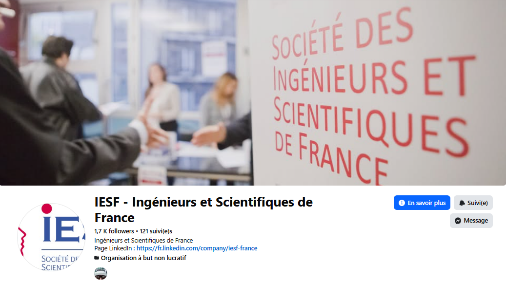 SOCIÉTÉ DES
INGÉNIEURS ET
SCIENTIFIQUES
DE FRANCE
IESF - Ingénieurs et Scientifiques de
France
1,7 K followers • 121 suivi(e)s
Ingénieurs et Scientifiques de France
Page LinkedIn : https://fr.linkedin.com/company/iesf-france
Organisation à but non lucratif
En savoir plus
Suivi(e)
Message
IE
SOCIÉTÉ DE
SCIENTIF